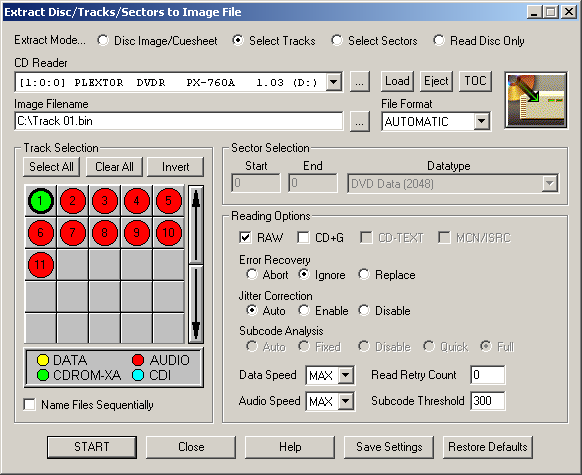 Extract Disc/Tracks/Sectors to Image File
Extract Mode... Disc Image/Cuesheet Select Tracks Select Sectors Read Disc Only
CD Reader
[1:0:0] PLEXTOR DVDR PX-760A 1.03 (D:) ... Load Eject TOC
Image Filename File Format
C:\Track 01.bin ... AUTOMATIC
Track Selection
Select All Clear All Invert
1 2 3 4 5
6 7 8 9 10
11
DATA AUDIO
CDROM-XA CDI
Name Files Sequentially
Sector Selection
Start End Datatype
0 0 DVD Data (2048)
Reading Options
RAW CD+G CD-TEXT MCN/ISRC
Error Recovery
Abort Ignore Replace
Jitter Correction
Auto Enable Disable
Subcode Analysis
Auto Fixed Disable Quick Full
Data Speed MAX Read Retry Count 0
Audio Speed MAX Subcode Threshold 300
START Close Help Save Settings Restore Defaults